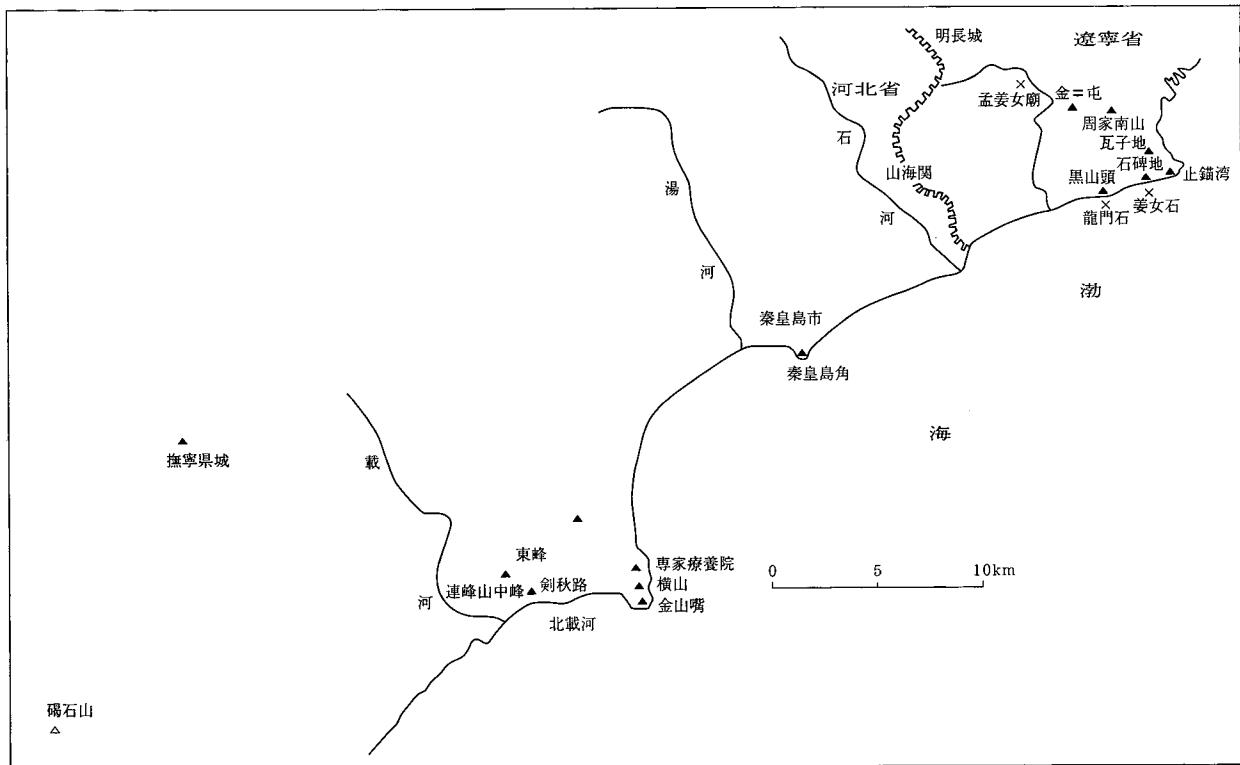 明長城
遼寧省
河北省
孟姜女廟
金=屯
周家南山
瓦子地
石碑地
止錨湾
黒山頭
姜女石
龍門石
石河
山海関
湯河
渤海
秦皇島市
秦皇島角
撫寧県城
載河
東峰
連峰山中峰
剣秋路
北載河
専家療養院
横山
金山嘴
0 5 10km
碣石山